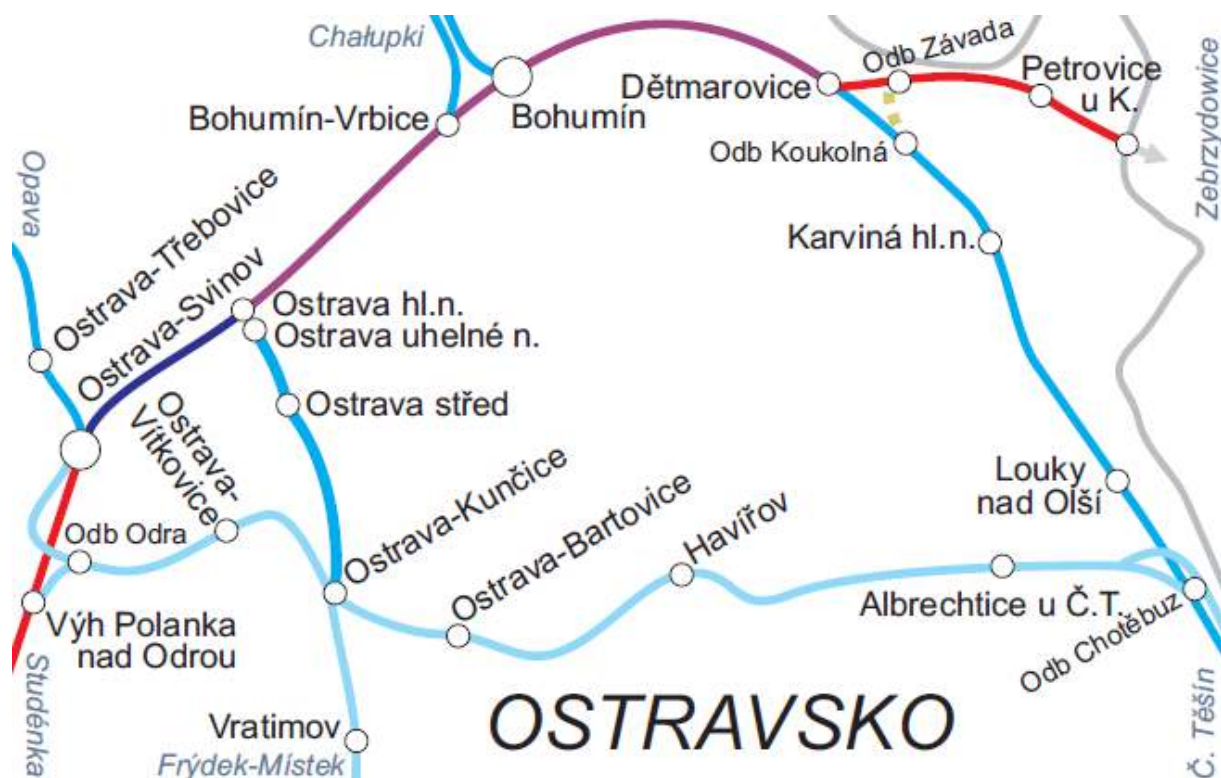 Chałupki
Odb Závada
Dětmarovice
Petrovice
u K.
Bohumín-Vrbice
Bohumín
Odb Koukolná
Zebrzydowice
Opava
Ostrava-Třebovice
Ostrava-Svinov
Karviná hl.n.
Ostrava hl.n.
Ostrava uhelné n.
Ostrava střed
Ostrava-
Vítkovice
Ostrava-Kunčice
Ostrava-Bartovice
Havířov
Louky
nad Olší
Odb Odra
Albrechtice u Č.T.
Odb Chotěbuz
Výh Polanka
nad Odrou
Studénka
Vratimov
Frýdek-Místek
OSTRAVSKO
Č. Těšín